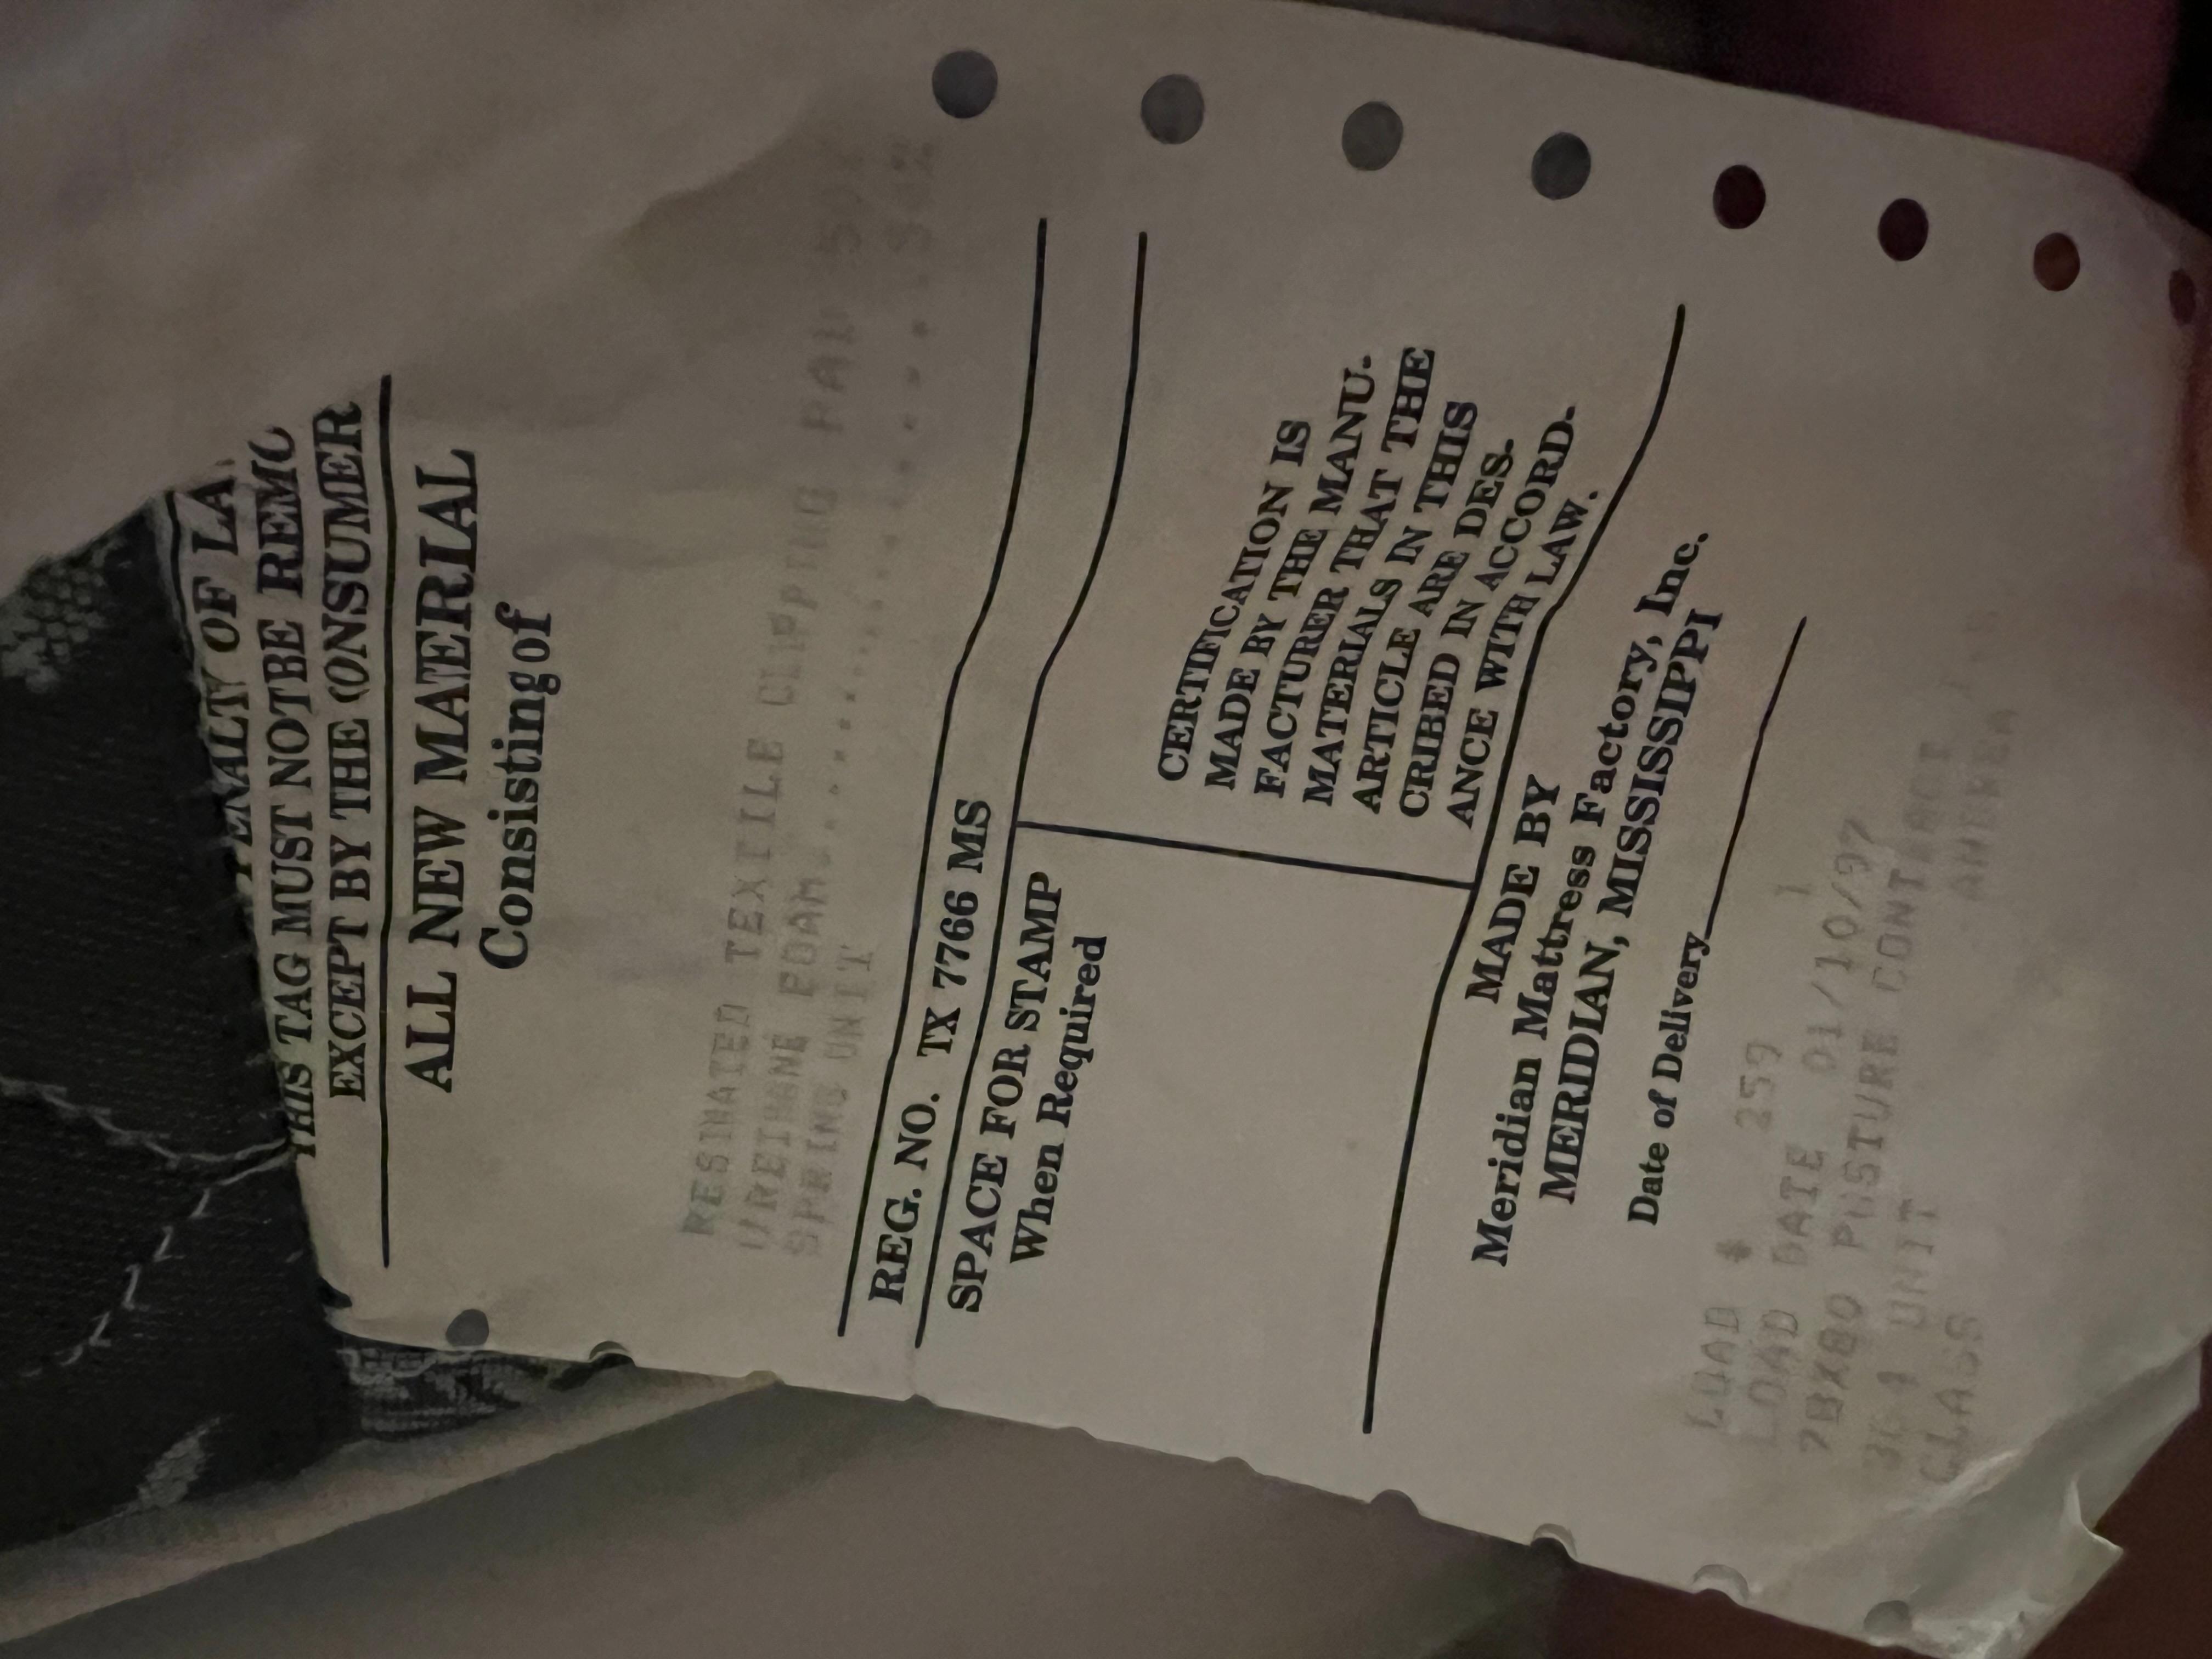 PENALTY OF LA
THIS TAG MUST NOT BE REMO
EXCEPT BY THE CONSUMER
ALL NEW MATERIAL
Consisting of
RESINATED TEXTILE CLIPPING PAD
URETHANE FOAM
SPRING UNIT
REG. NO. TX 7766 MS
SPACE FOR STAMP
When Required
CERTIFICATION IS
MADE BY THE MANU-
FACTURER THAT THE
MATERIALS IN THIS
ARTICLE ARE DES-
CRIBED IN ACCORD-
ANCE WITH LAW.
MADE BY
Meridian Mattress Factory, Inc.
MERIDIAN, MISSISSIPPI
Date of Delivery
LOAD # 259 1
LOAD DATE 01/10/97
POSTURE CONTRACT
UNIT
CLASS